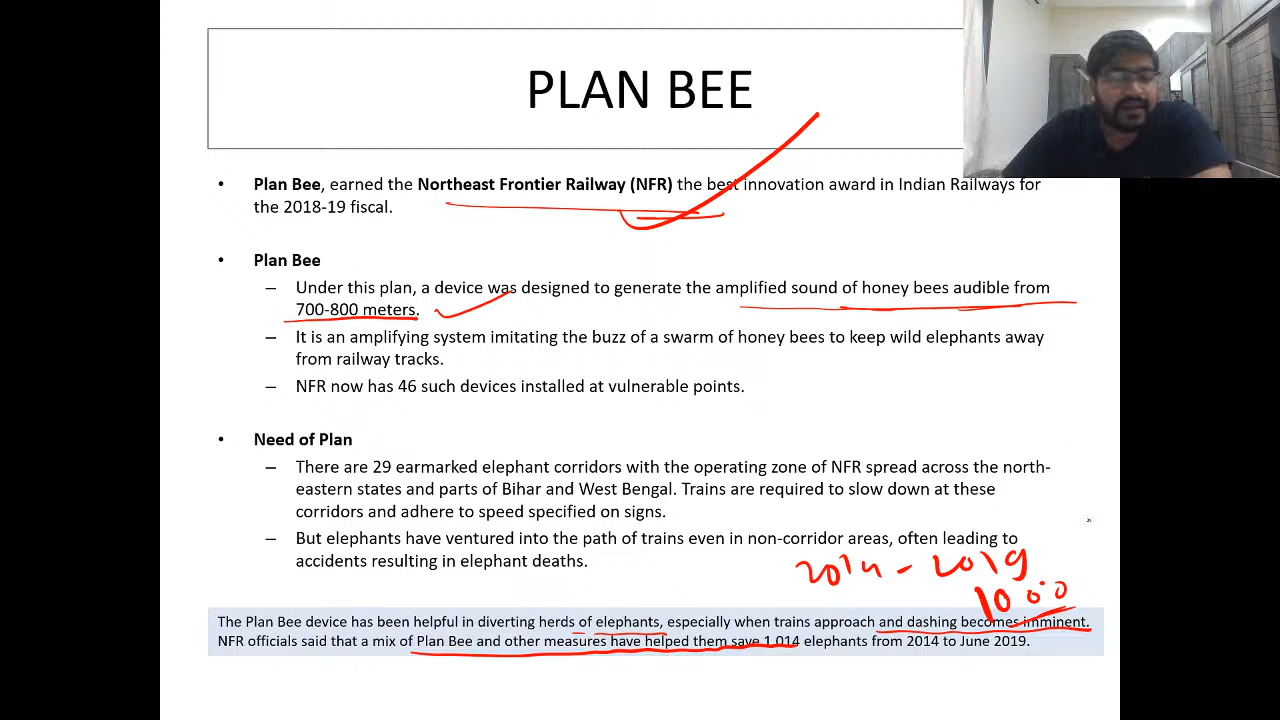 PLAN BEE
• Plan Bee, earned the Northeast Frontier Railway (NFR) the best innovation award in Indian Railways for
the 2018-19 fiscal.
• Plan Bee
– Under this plan, a device was designed to generate the amplified sound of honey bees audible from
700-800 meters.
– It is an amplifying system imitating the buzz of a swarm of honey bees to keep wild elephants away
from railway tracks.
– NFR now has 46 such devices installed at vulnerable points.
• Need of Plan
– There are 29 earmarked elephant corridors with the operating zone of NFR spread across the north-
eastern states and parts of Bihar and West Bengal. Trains are required to slow down at these
corridors and adhere to speed specified on signs.
– But elephants have ventured into the path of trains even in non-corridor areas, often leading to
accidents resulting in elephant deaths.
2014 - 2019
1000
The Plan Bee device has been helpful in diverting herds of elephants, especially when trains approach and dashing becomes imminent.
NFR officials said that a mix of Plan Bee and other measures have helped them save 1,014 elephants from 2014 to June 2019.